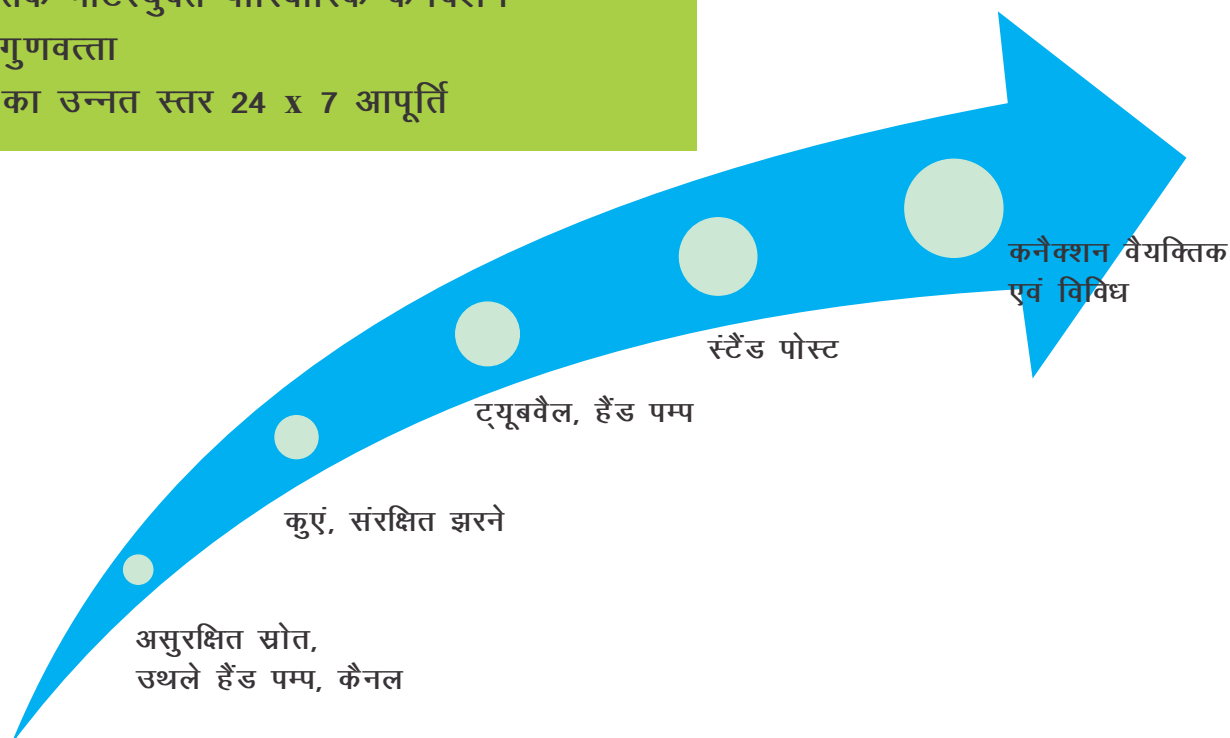 पारिवारिक
गुणवत्ता
का उन्नत स्तर 24 x 7 आपूर्ति
कनैक्शन वैयक्तिक
एवं विविध
स्टैंड पोस्ट
ट्यूबवैल, हैंड पम्प
कुएं, संरक्षित झरने
असुरक्षित स्रोत,
उथले हैंड पम्प, कैनल